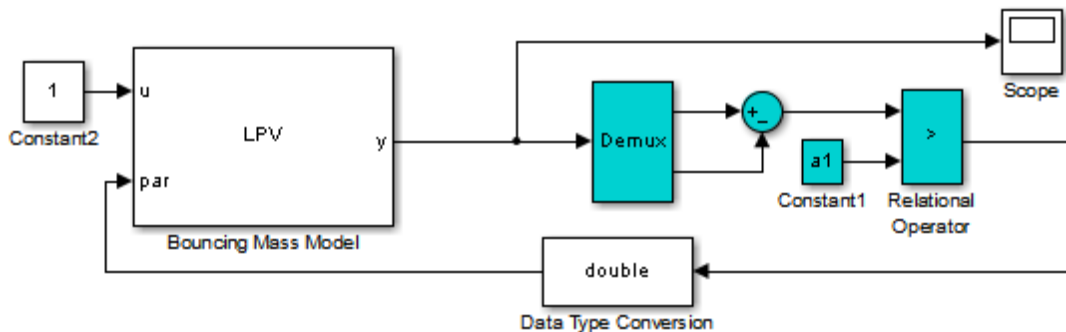 1
Constant2
u
LPV
y
par
Bouncing Mass Model
Demux
+
-
a1
Constant1
>
Relational
Operator
Scope
double
Data Type Conversion